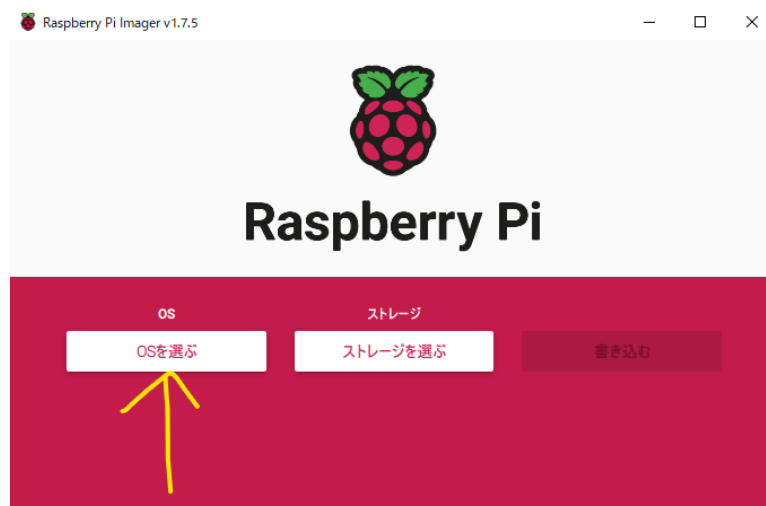 Raspberry Pi Imager v1.7.5
Raspberry Pi
OS
ストレージ
OSを選ぶ
ストレージを選ぶ
書き込む